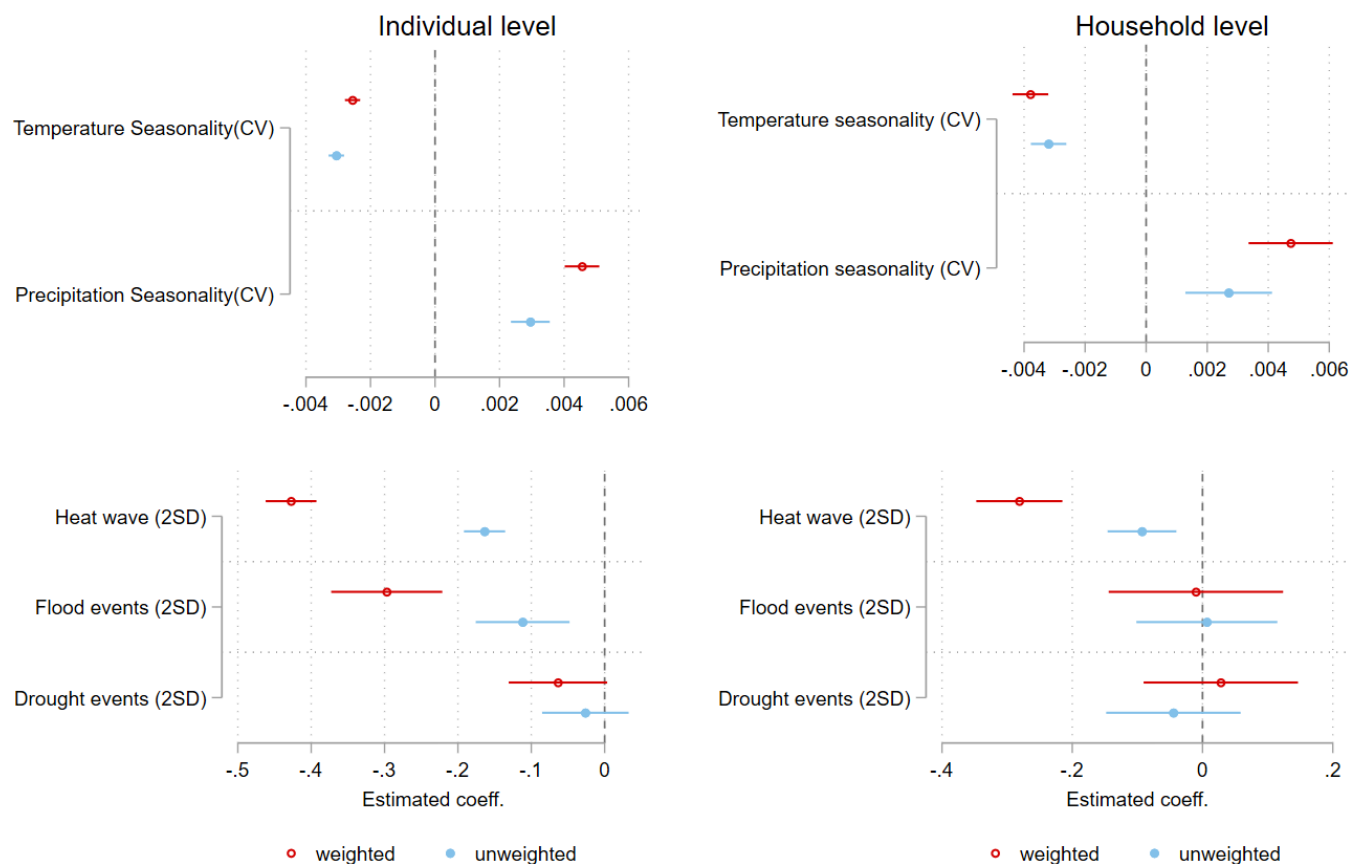 Individual level
Temperature Seasonality(CV)
Precipitation Seasonality(CV)
-.004 -.002 0 .002 .004 .006
Household level
Temperature seasonality (CV)
Precipitation seasonality (CV)
-.004 -.002 0 .002 .004 .006
Heat wave (2SD)
Flood events (2SD)
Drought events (2SD)
-.5 -.4 -.3 -.2 -.1 0
Estimated coeff.
weighted unweighted
Heat wave (2SD)
Flood events (2SD)
Drought events (2SD)
-.4 -.2 0 .2
Estimated coeff.
weighted unweighted